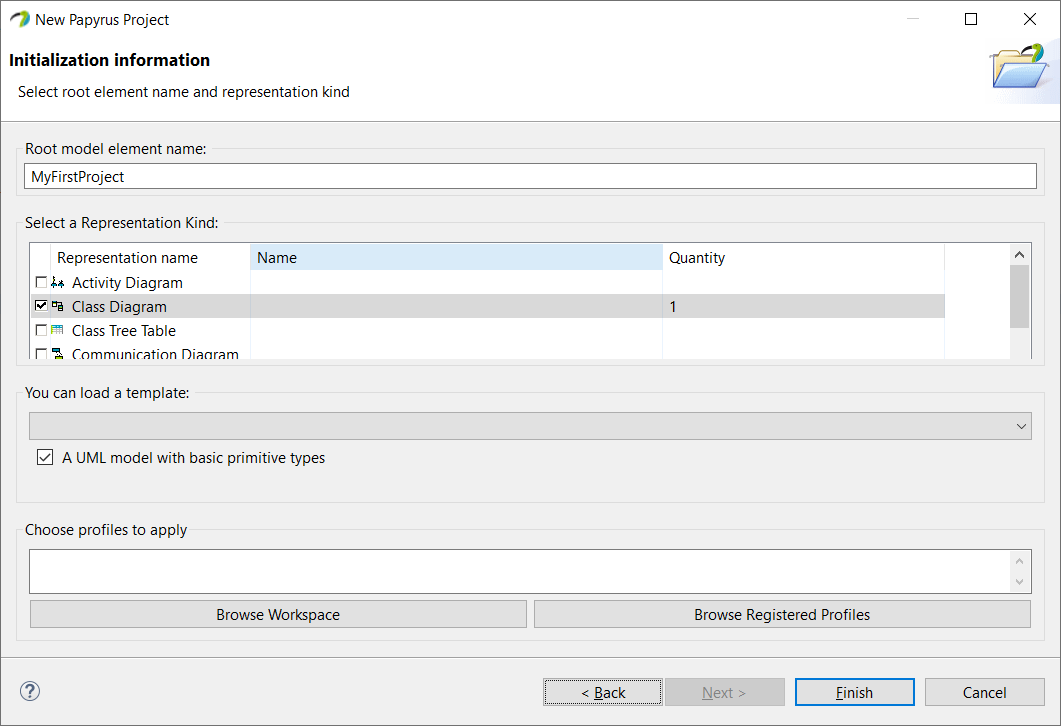 New Papyrus Project
Initialization information
Select root element name and representation kind
Root model element name:
MyFirstProject
Select a Representation Kind:
Representation name Name Quantity
Activity Diagram
Class Diagram 1
Class Tree Table
Communication Diagram
You can load a template:
A UML model with basic primitive types
Choose profiles to apply
Browse Workspace Browse Registered Profiles
? < Back Next > Finish Cancel